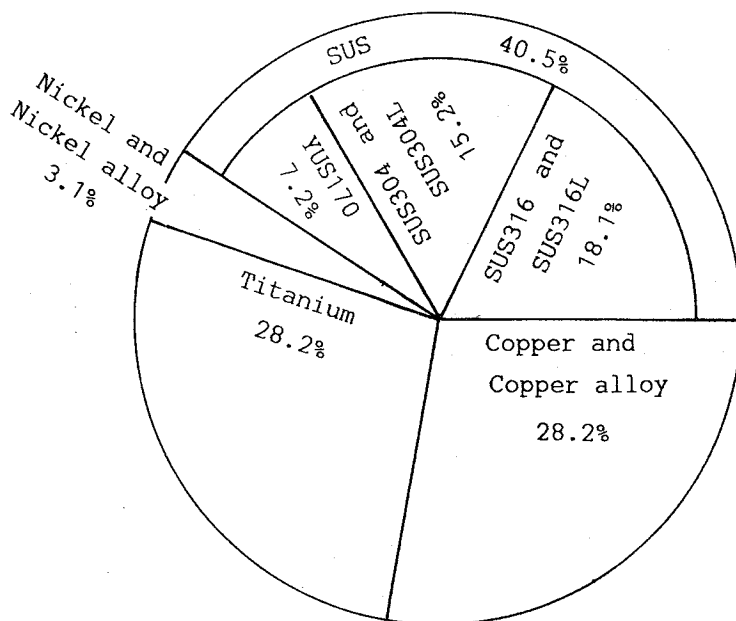 SUS
40.5%
Nickel and
Nickel alloy
3.1%
YUS170
7.2%
SUS304 and
SUS304L
15.2%
SUS316 and
SUS316L
18.1%
Titanium
28.2%
Copper and
Copper alloy
28.2%